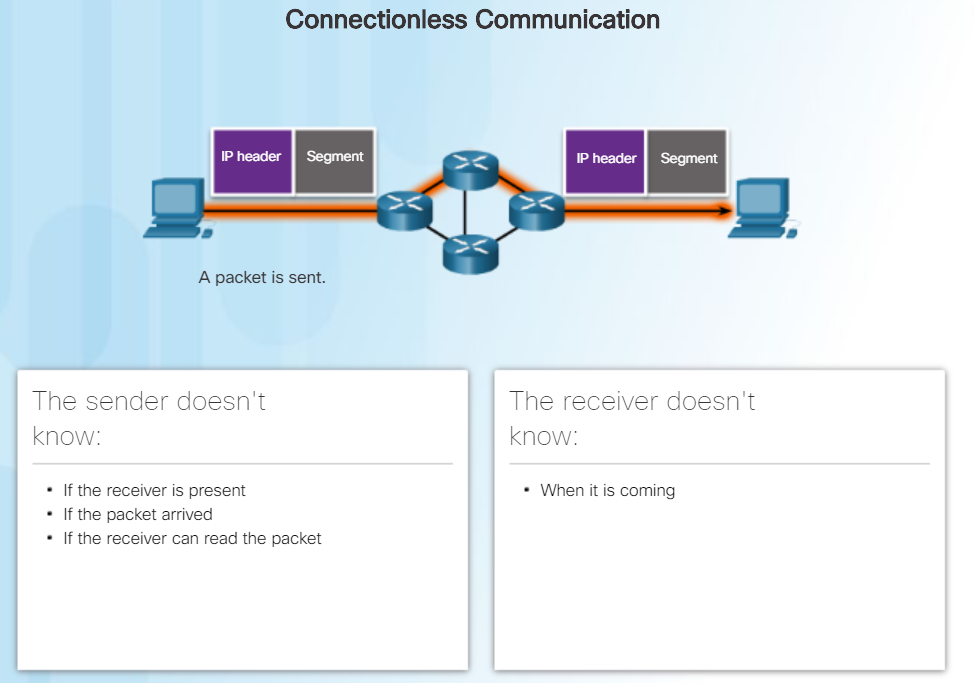 Connectionless Communication
IP header
Segment
IP header
Segment
A packet is sent.
The sender doesn't
know:
• If the receiver is present
• If the packet arrived
• If the receiver can read the packet
The receiver doesn't
know:
• When it is coming